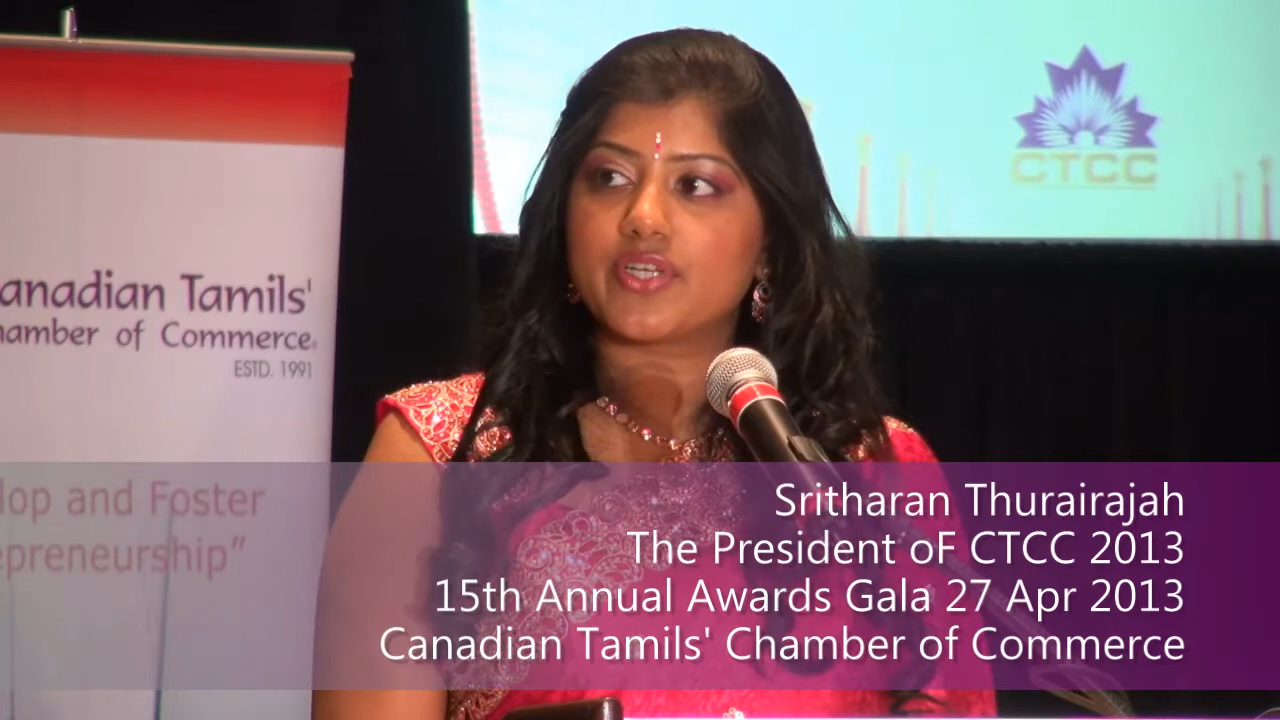 CTCC
anadian Tamils'
hamber of Commerce
ESTD. 1991
lop and Foster
epreneurship”
Sritharan Thurairajah
The President oF CTCC 2013
15th Annual Awards Gala 27 Apr 2013
Canadian Tamils' Chamber of Commerce